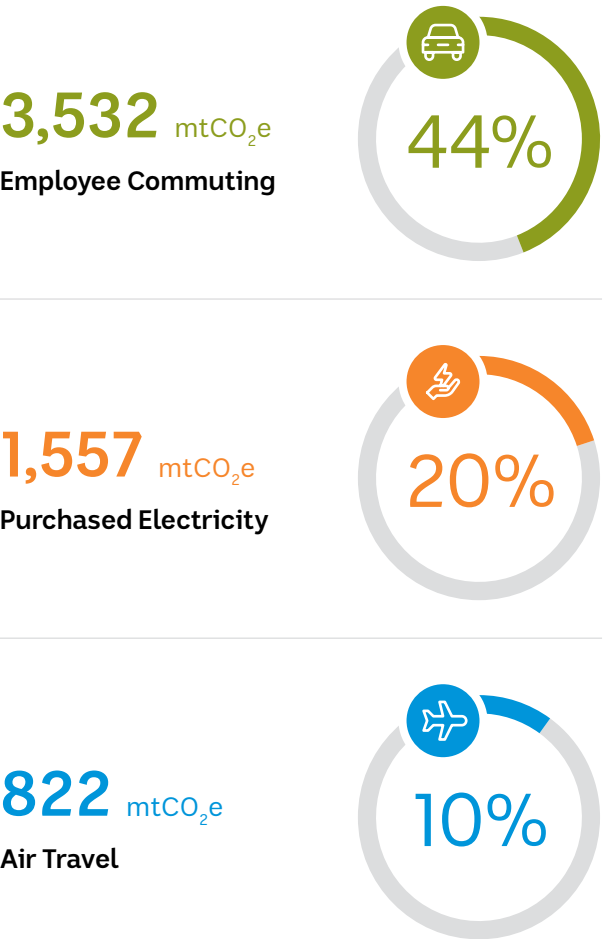 3,532 mtCO₂e
Employee Commuting
44%
1,557 mtCO₂e
Purchased Electricity
20%
822 mtCO₂e
Air Travel
10%